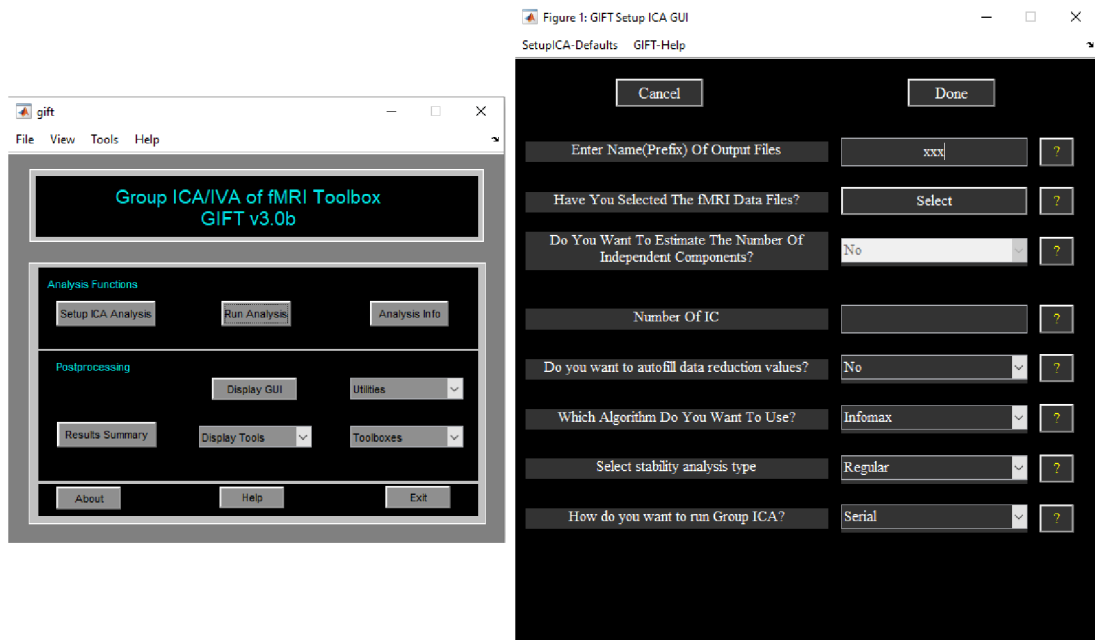 gift
File View Tools Help
Group ICA/IVA of fMRI Toolbox
GIFT v3.0b
Analysis Functions
Setup ICA Analysis Run Analysis Analysis Info
Postprocessing
Display GUI Utilities
Results Summary Display Tools Toolboxes
About Help Exit
Figure 1: GIFT Setup ICA GUI
SetupICA-Defaults GIFT-Help
Cancel Done
Enter Name(Prefix) Of Output Files xxx ?
Have You Selected The fMRI Data Files? Select ?
Do You Want To Estimate The Number Of
Independent Components? No ?
Number Of IC ?
Do you want to autofill data reduction values? No ?
Which Algorithm Do You Want To Use? Infomax ?
Select stability analysis type Regular ?
How do you want to run Group ICA? Serial ?